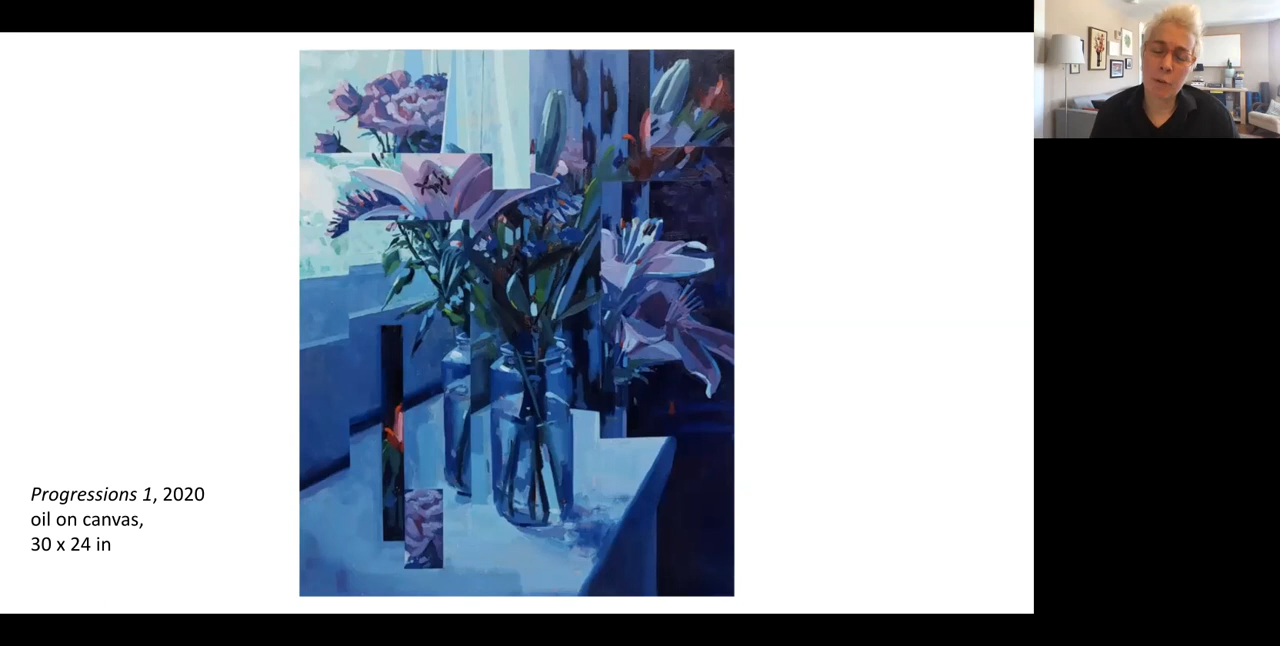 Progressions 1, 2020
oil on canvas,
30 x 24 in